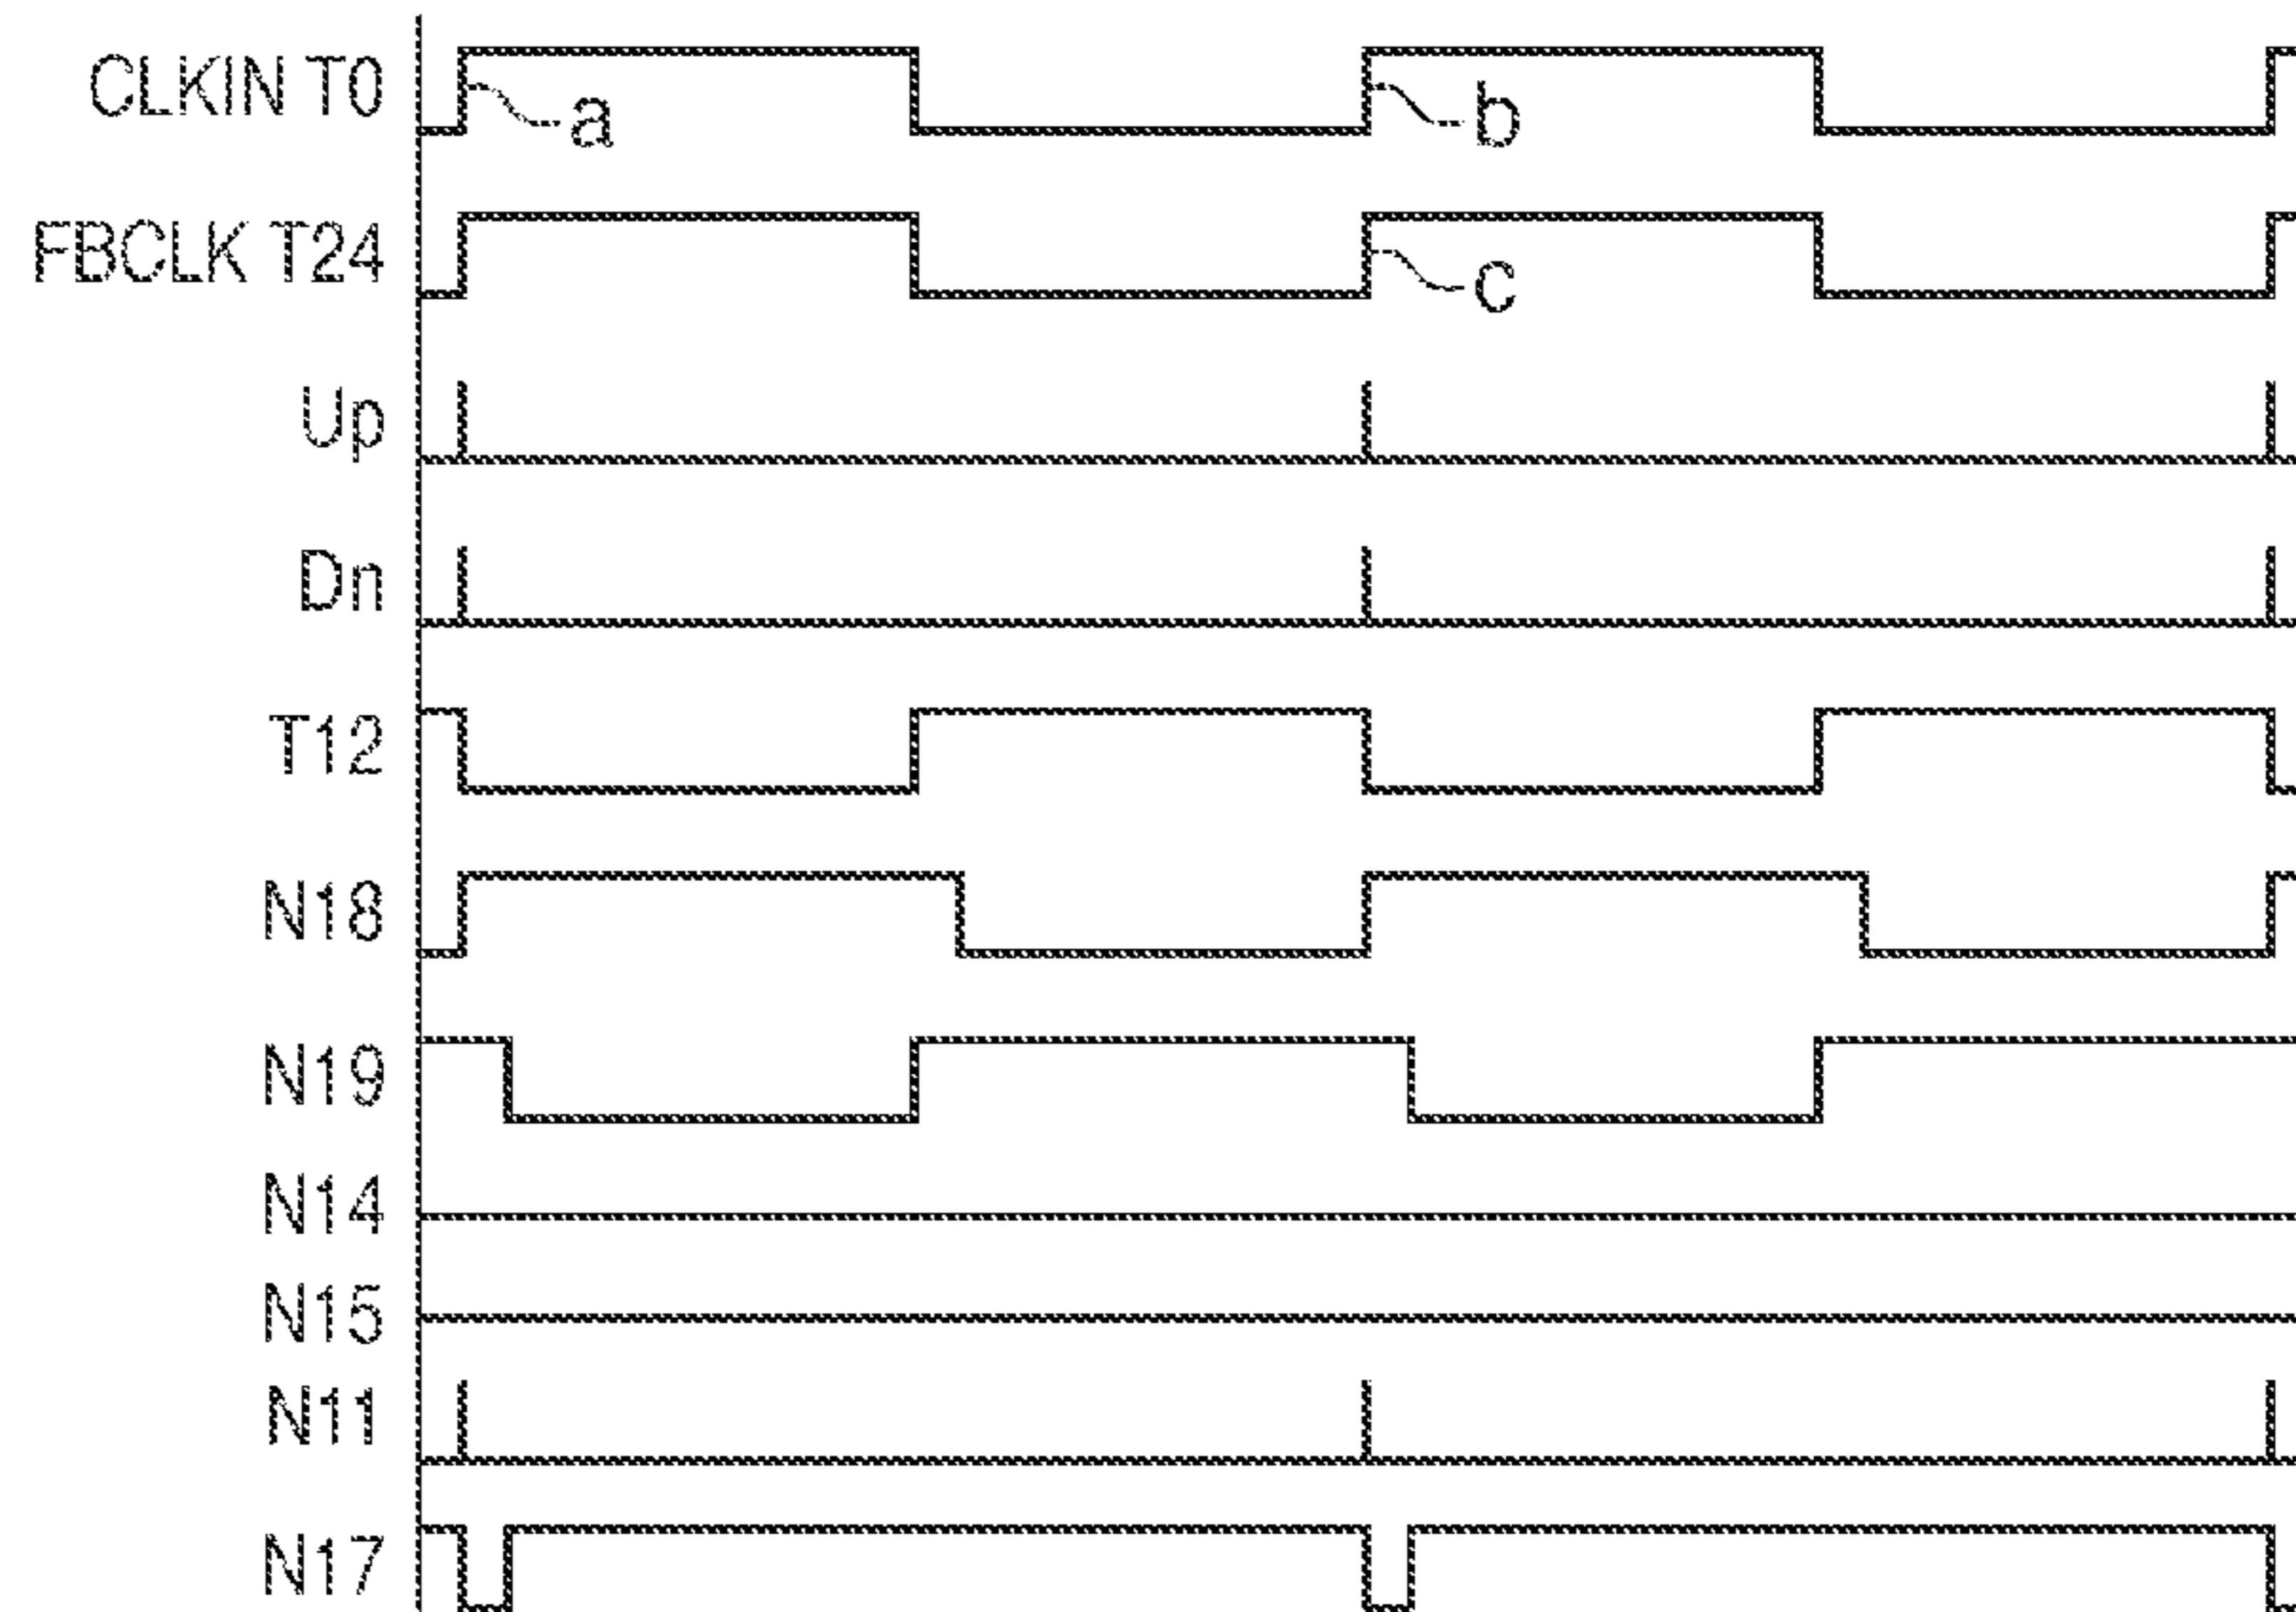 CLKIN T0
a
b
FBCLK T24
c
Up
Dn
T12
N18
N19
N14
N15
N11
N17